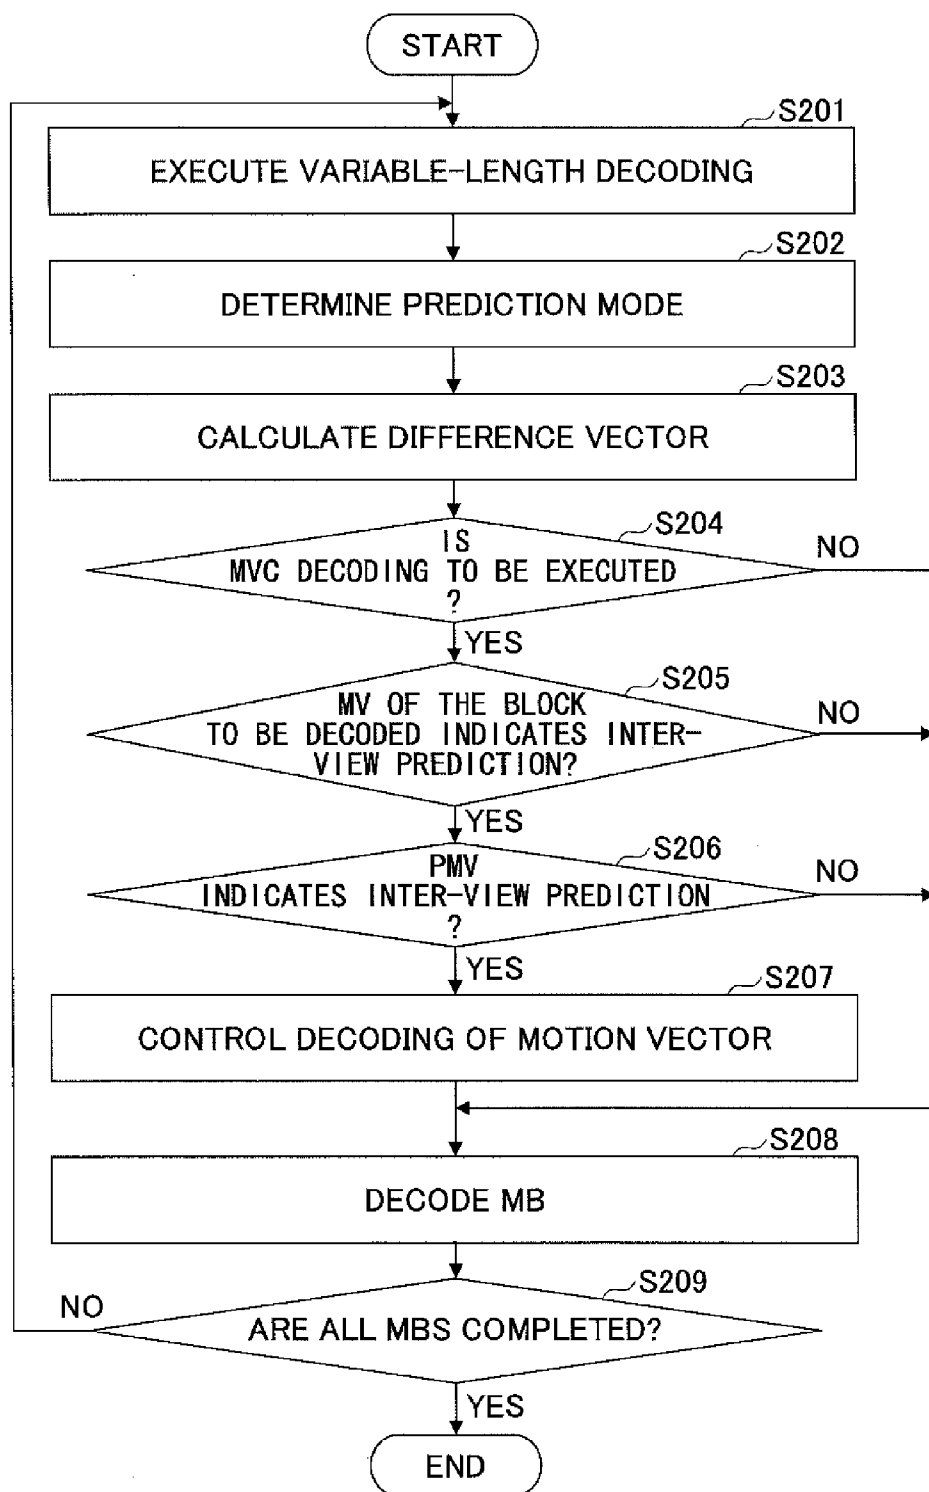 START
S201
EXECUTE VARIABLE-LENGTH DECODING
S202
DETERMINE PREDICTION MODE
S203
CALCULATE DIFFERENCE VECTOR
S204
IS
MVC DECODING TO BE EXECUTED
?
NO
YES
S205
MV OF THE BLOCK
TO BE DECODED INDICATES INTER-
VIEW PREDICTION?
NO
YES
S206
PMV
INDICATES INTER-VIEW PREDICTION
?
NO
YES
S207
CONTROL DECODING OF MOTION VECTOR
S208
DECODE MB
S209
NO
ARE ALL MBS COMPLETED?
YES
END